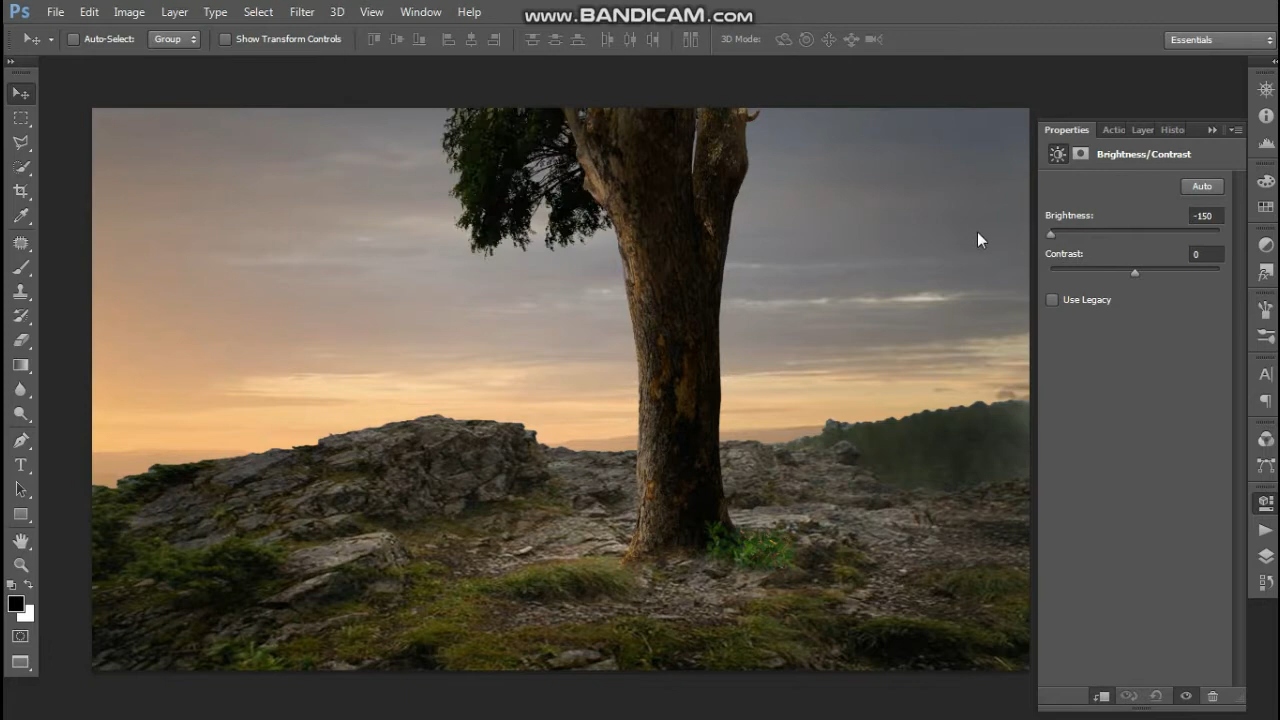 Ps File Edit Image Layer Type Select Filter 3D View Window Help
www.BANDICAM.com
Auto-Select: Group Show Transform Controls 3D Mode: Essentials
Properties Actic Layer Histo
Brightness/Contrast
Auto
Brightness: -150
Contrast: 0
Use Legacy